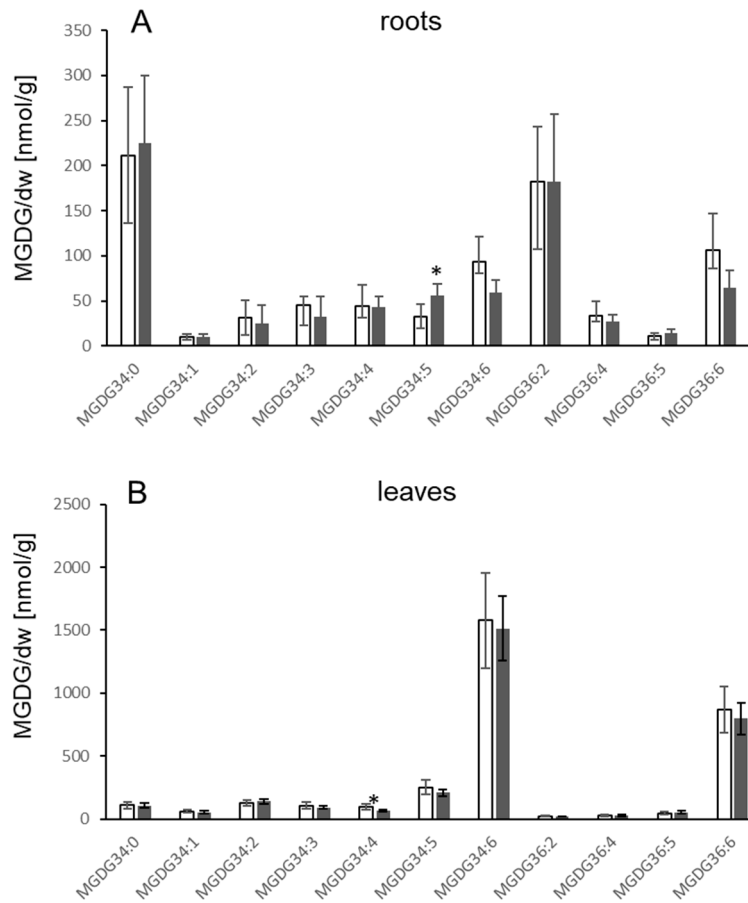 A roots
350
300
250
200
150
100
50
0
MGDG/dw [nmol/g]
*
MGDG34:0 MGDG34:1 MGDG34:2 MGDG34:3 MGDG34:4 MGDG34:5 MGDG34:6 MGDG36:2 MGDG36:4 MGDG36:5 MGDG36:6
B leaves
2500
2000
1500
1000
500
0
MGDG/dw [nmol/g]
*
MGDG34:0 MGDG34:1 MGDG34:2 MGDG34:3 MGDG34:4 MGDG34:5 MGDG34:6 MGDG36:2 MGDG36:4 MGDG36:5 MGDG36:6